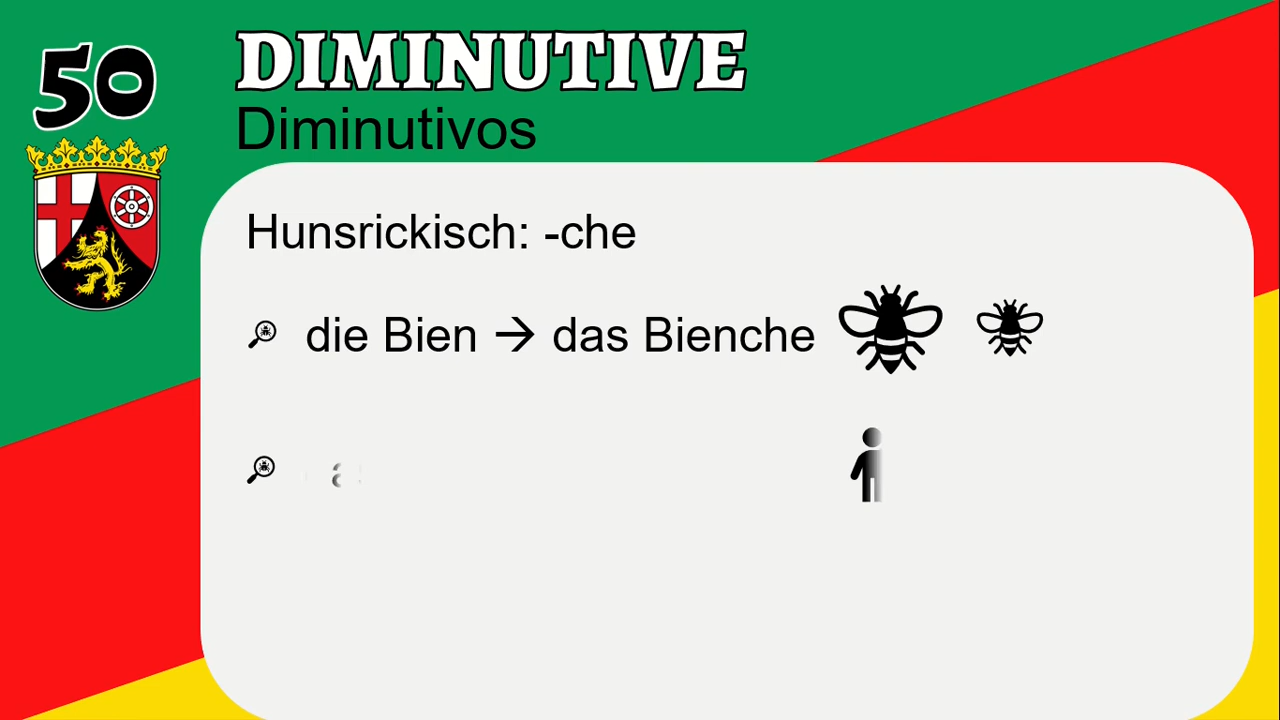 50
DIMINUTIVE
Diminutivos
Hunsrickisch: -che
die Bien → das Bienche